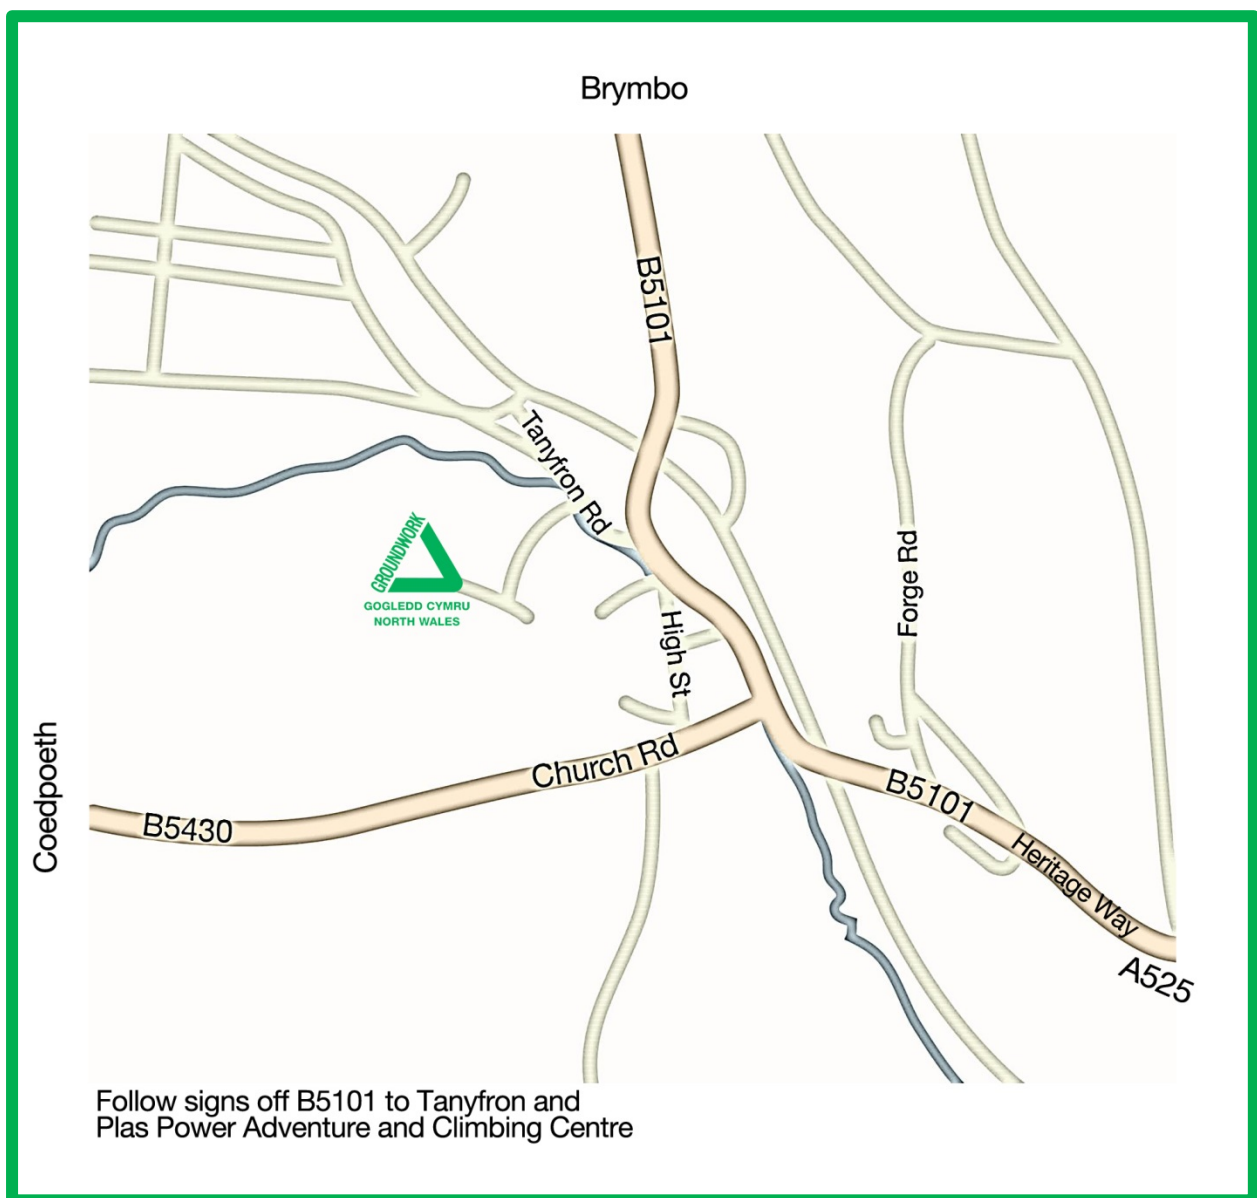 Brymbo
B5101
Tanyfron Rd
GROUNDWORK
GOGLEDD CYMRU
NORTH WALES
Forge Rd
High St
Coedpoeth
Church Rd
B5430
B5101
Heritage Way
A525
Follow signs off B5101 to Tanyfron and
Plas Power Adventure and Climbing Centre